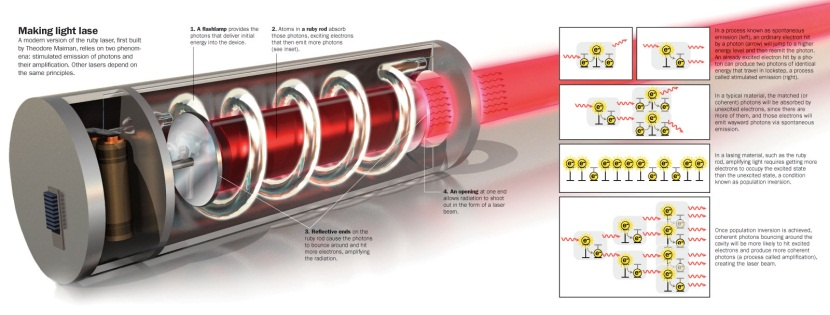 Making light lase
A modern version of the ruby laser, first built
by Theodore Maiman, relies on two phenom-
ena: stimulated emission of photons and
their amplification. Other lasers depend on
the same principles.
1. A flashlamp provides the
photons that deliver initial
energy into the device.
2. Atoms in a ruby rod absorb
those photons, exciting electrons
that then emit more photons
(see inset).
3. Reflective ends on the
ruby rod cause the photons
to bounce around and hit
more electrons, amplifying
the radiation.
4. An opening at one end
allows radiation to shoot
out in the form of a laser
beam.
In a process known as spontaneous
emission (left), an ordinary electron hit
by a photon (arrow) will jump to a higher
energy level and then reemit the photon.
An already excited electron hit by a pho-
ton can produce two photons of identical
energy that travel in lockstep, a process
called stimulated emission (right).
In a typical material, the matched (or
coherent) photons will be absorbed by
unexcited electrons, since there are
more of them, and those electrons will
emit wayward photons via spontaneous
emission.
In a lasing material, such as the ruby
rod, amplifying light requires getting more
electrons to occupy the excited state
than the unexcited state, a condition
known as population inversion.
Once population inversion is achieved,
coherent photons bouncing around the
cavity will be more likely to hit excited
electrons and produce more coherent
photons (a process called amplification),
creating the laser beam.